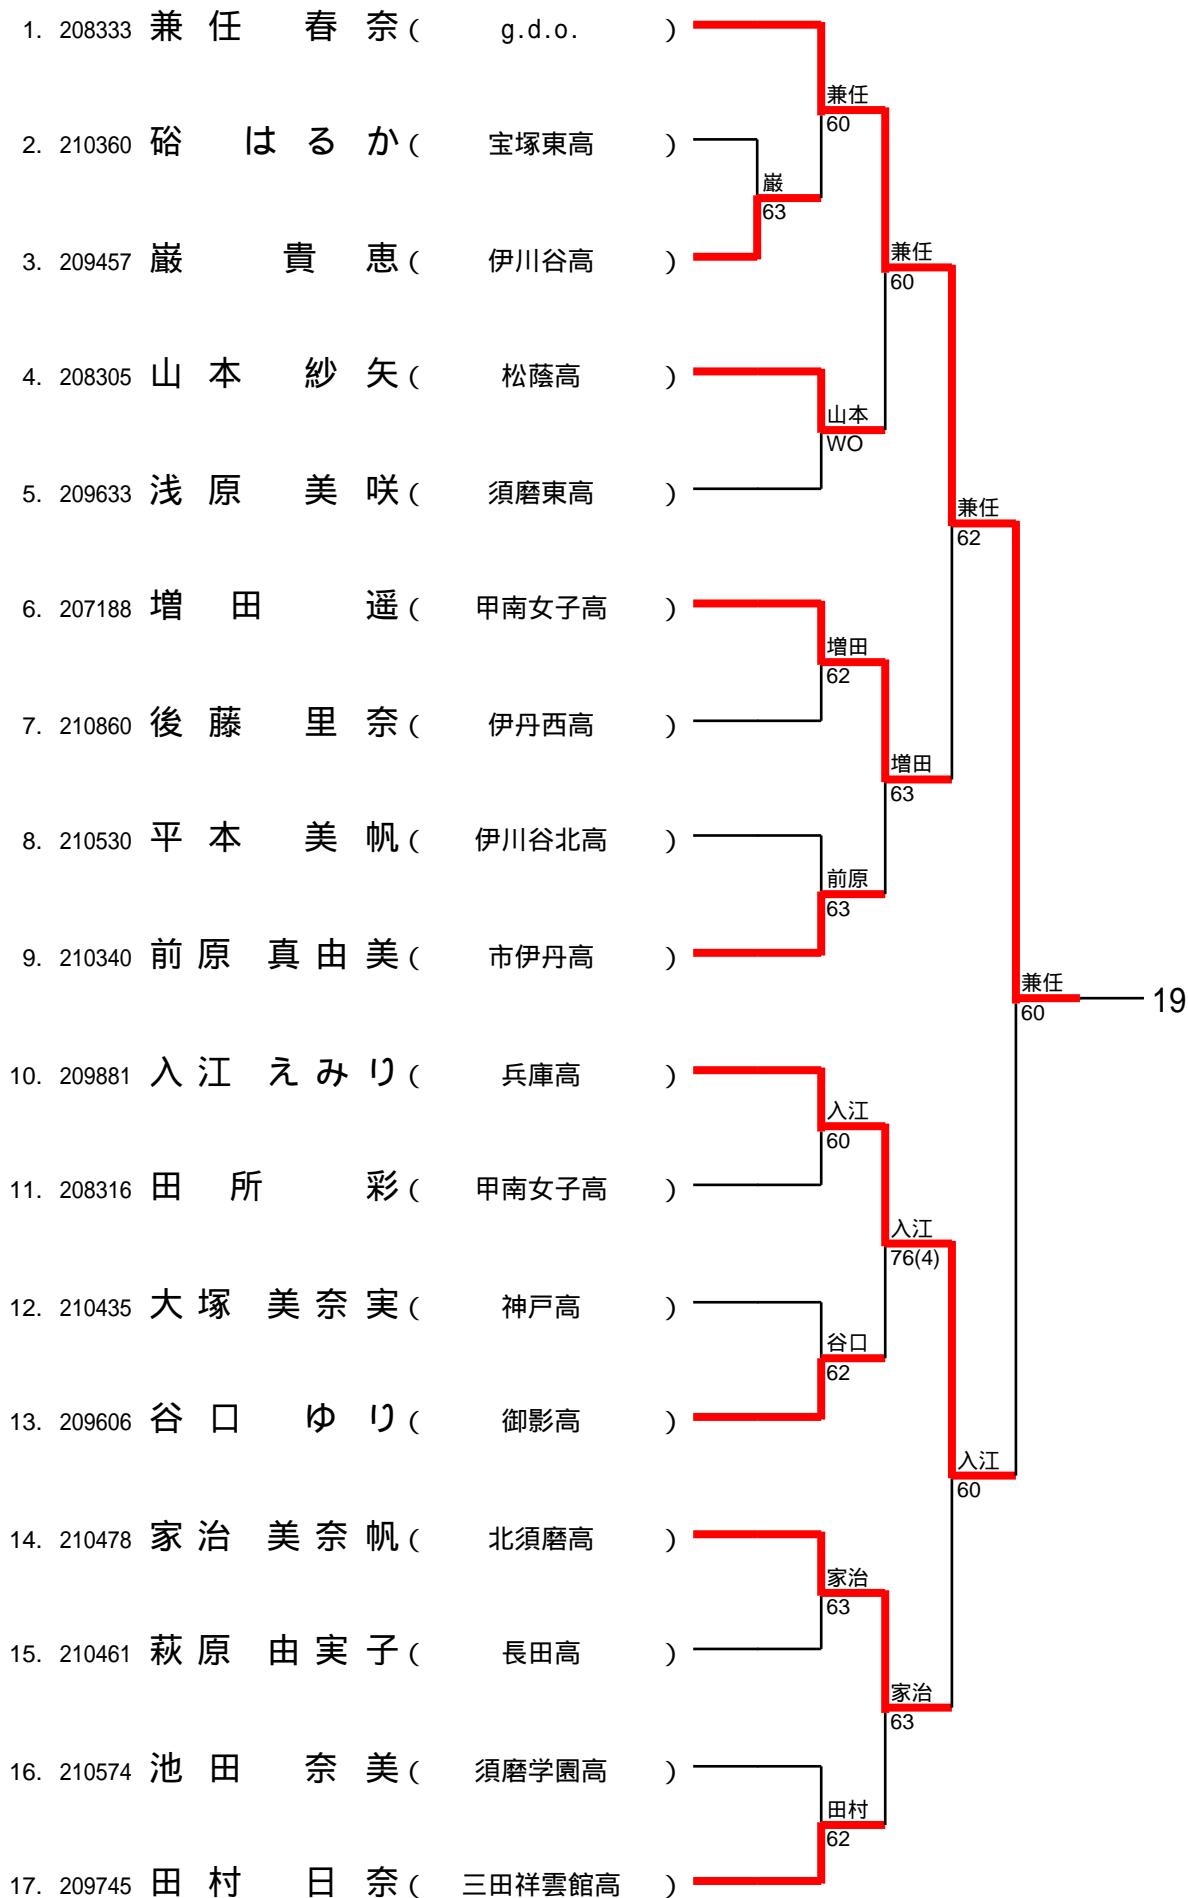 1. 208333 兼任 春奈 ( g.d.o. )
兼任
60
2. 210360 硲 はるか ( 宝塚東高 )
巌
63
3. 209457 巌 貴恵 ( 伊川谷高 )
兼任
60
4. 208305 山本 紗矢 ( 松蔭高 )
山本
WO
5. 209633 浅原 美咲 ( 須磨東高 )
兼任
62
6. 207188 増田 遥 ( 甲南女子高 )
増田
62
7. 210860 後藤 里奈 ( 伊丹西高 )
増田
63
8. 210530 平本 美帆 ( 伊川谷北高 )
前原
63
9. 210340 前原 真由美 ( 市伊丹高 )
兼任
60
19
10. 209881 入江 えみり ( 兵庫高 )
入江
60
11. 208316 田所 彩 ( 甲南女子高 )
入江
76(4)
12. 210435 大塚 美奈実 ( 神戸高 )
谷口
62
13. 209606 谷口 ゆり ( 御影高 )
入江
60
14. 210478 家治 美奈帆 ( 北須磨高 )
家治
63
15. 210461 萩原 由実子 ( 長田高 )
家治
63
16. 210574 池田 奈美 ( 須磨学園高 )
田村
62
17. 209745 田村 日奈 ( 三田祥雲館高 )